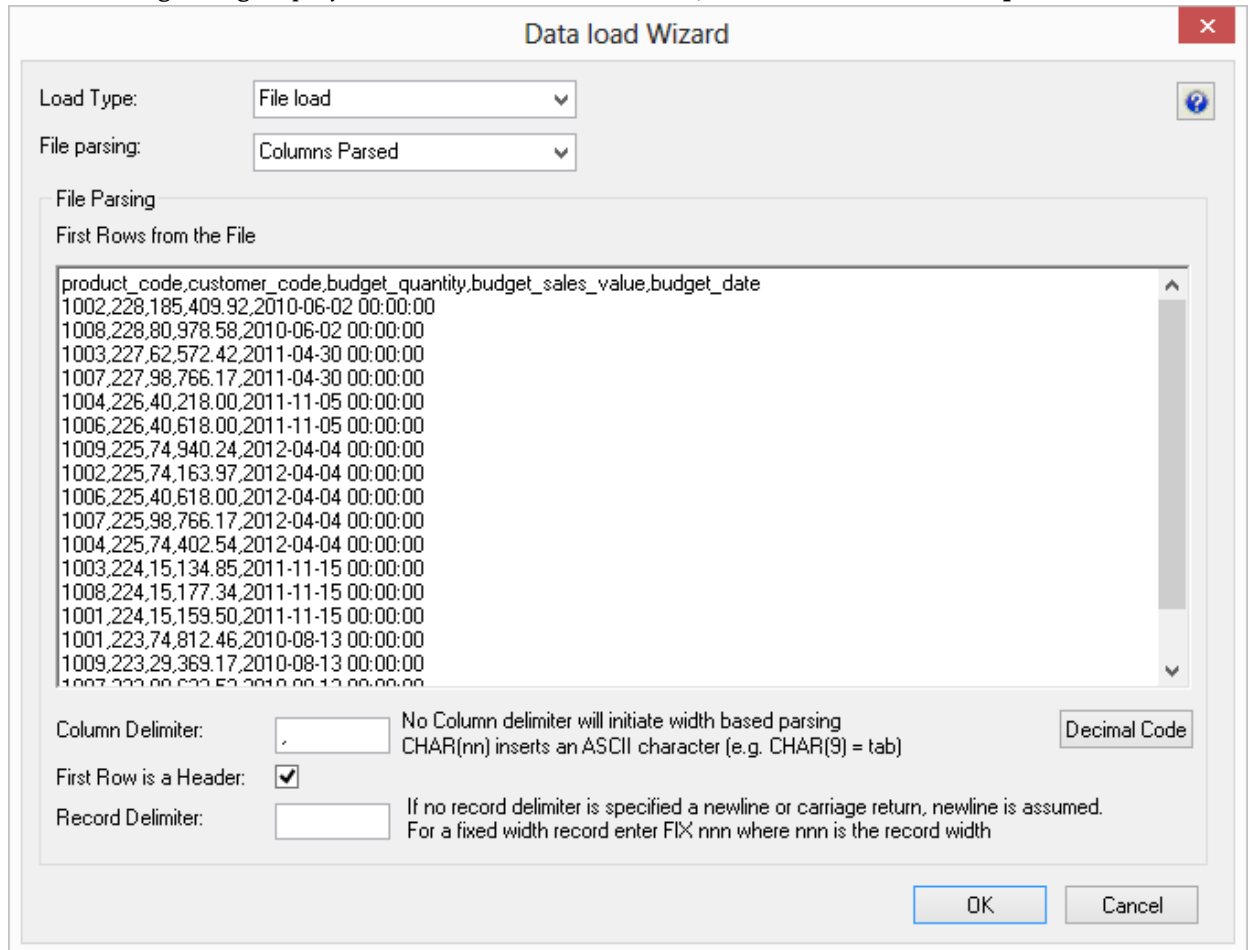 Data load Wizard
Load Type:
File load
File parsing:
Columns Parsed
File Parsing
First Rows from the File
product_code,customer_code,budget_quantity,budget_sales_value,budget_date
1002,228,185,409.92,2010-06-02 00:00:00
1008,228,80,978.58,2010-06-02 00:00:00
1003,227,62,572.42,2011-04-30 00:00:00
1007,227,98,766.17,2011-04-30 00:00:00
1004,226,40,218.00,2011-11-05 00:00:00
1006,226,40,618.00,2011-11-05 00:00:00
1009,225,74,940.24,2012-04-04 00:00:00
1002,225,74,163.97,2012-04-04 00:00:00
1006,225,40,618.00,2012-04-04 00:00:00
1007,225,98,766.17,2012-04-04 00:00:00
1004,225,74,402.54,2012-04-04 00:00:00
1003,224,15,134.85,2011-11-15 00:00:00
1008,224,15,177.34,2011-11-15 00:00:00
1001,224,15,159.50,2011-11-15 00:00:00
1001,223,74,812.46,2010-08-13 00:00:00
1009,223,29,369.17,2010-08-13 00:00:00
Column Delimiter:
,
No Column delimiter will initiate width based parsing
CHAR(nn) inserts an ASCII character (e.g. CHAR(9) = tab)
Decimal Code
First Row is a Header:
Record Delimiter:
If no record delimiter is specified a newline or carriage return, newline is assumed.
For a fixed width record enter FIX nnn where nnn is the record width
OK
Cancel